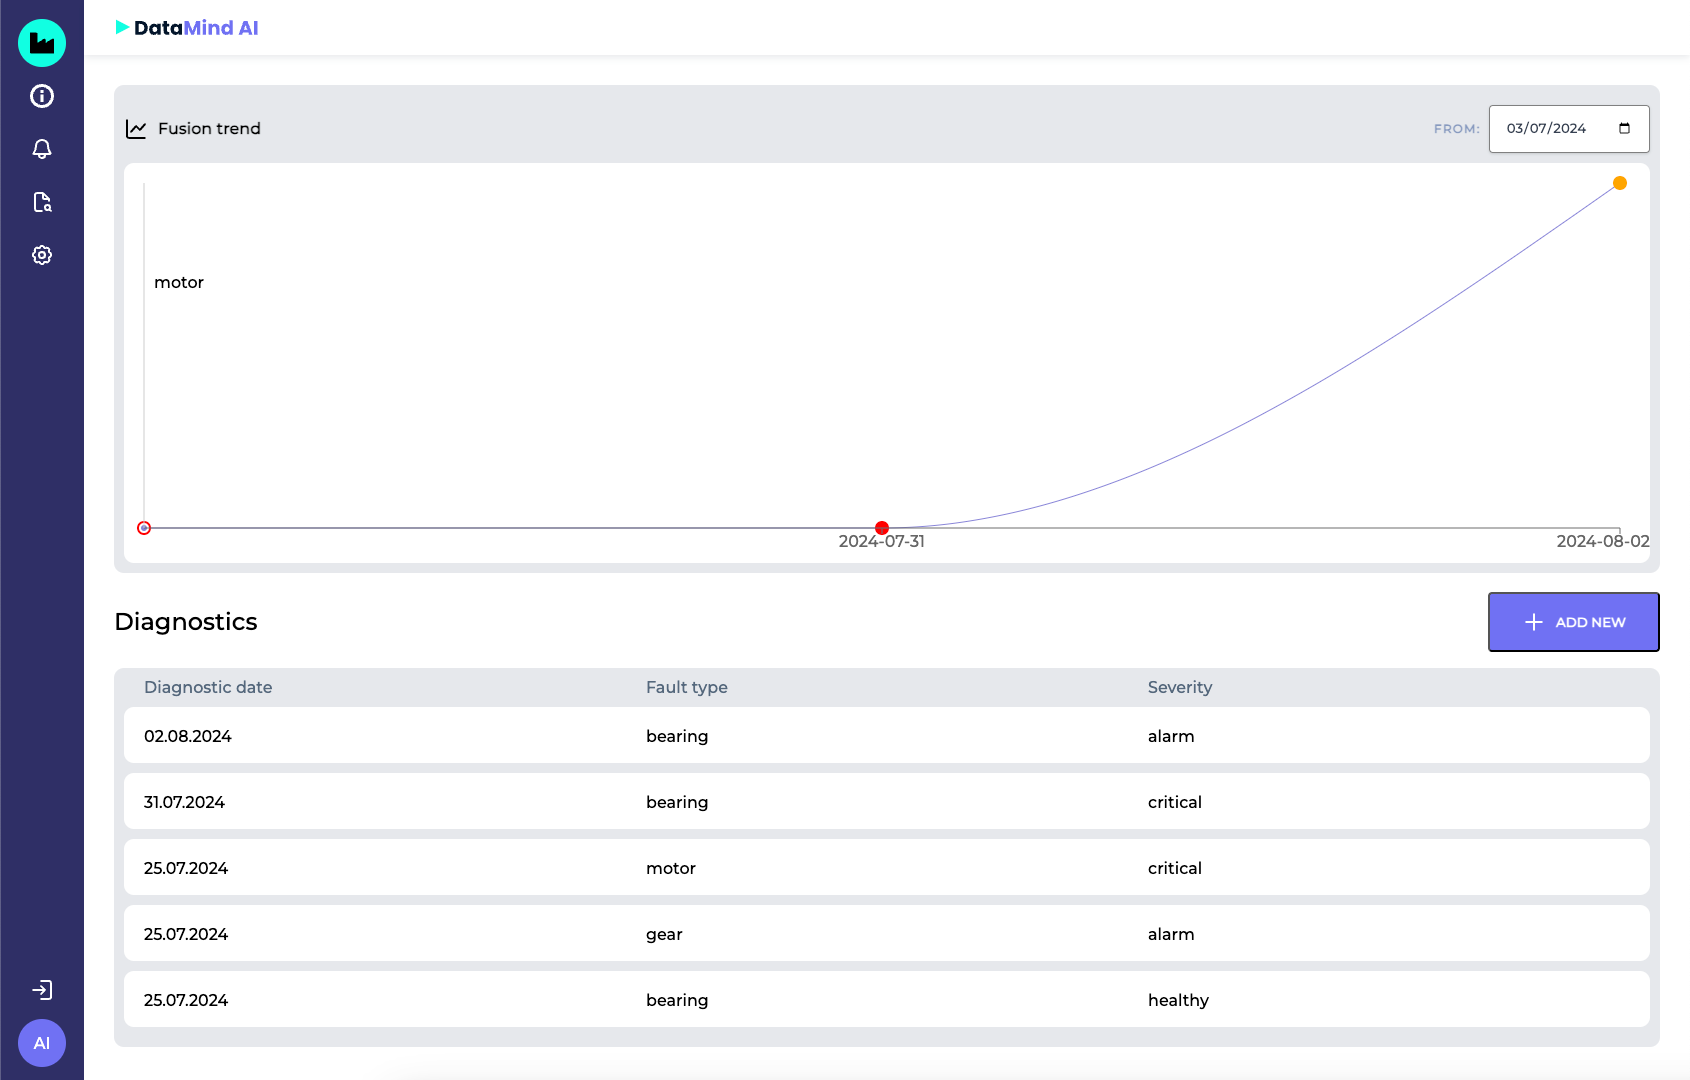 DataMind AI
Fusion trend
FROM: 03/07/2024
motor
2024-07-31 2024-08-02
Diagnostics
ADD NEW
Diagnostic date Fault type Severity
02.08.2024 bearing alarm
31.07.2024 bearing critical
25.07.2024 motor critical
25.07.2024 gear alarm
25.07.2024 bearing healthy
AI